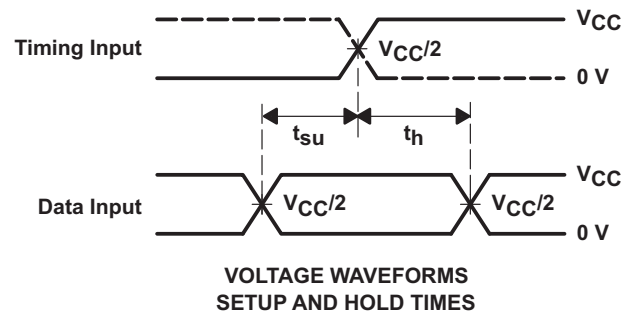 VCC
Timing Input
VCC/2
0 V
tsu
th
VCC
Data Input
VCC/2
VCC/2
0 V
VOLTAGE WAVEFORMS
SETUP AND HOLD TIMES